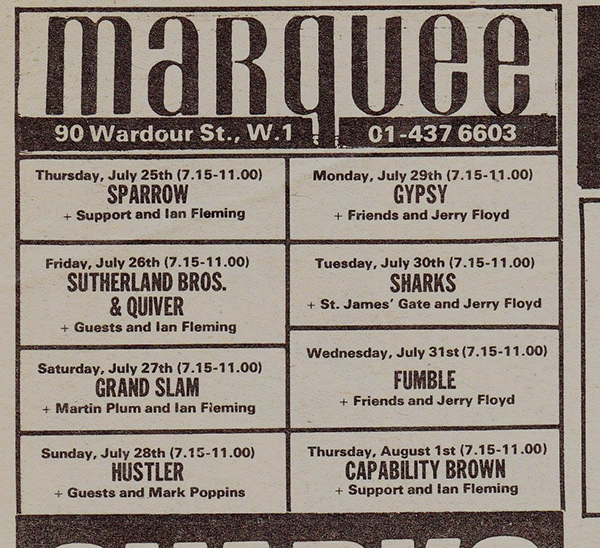 marquee
90 Wardour St., W.1 01-437 6603
Thursday, July 25th (7.15-11.00)
SPARROW
+ Support and Ian Fleming
Friday, July 26th (7.15-11.00)
SUTHERLAND BROS.
& QUIVER
+ Guests and Ian Fleming
Saturday, July 27th (7.15-11.00)
GRAND SLAM
+ Martin Plum and Ian Fleming
Sunday, July 28th (7.15-11.00)
HUSTLER
+ Guests and Mark Poppins
Monday, July 29th (7.15-11.00)
GYPSY
+ Friends and Jerry Floyd
Tuesday, July 30th (7.15-11.00)
SHARKS
+ St. James' Gate and Jerry Floyd
Wednesday, July 31st (7.15-11.00)
FUMBLE
+ Friends and Jerry Floyd
Thursday, August 1st (7.15-11.00)
CAPABILITY BROWN
+ Support and Ian Fleming